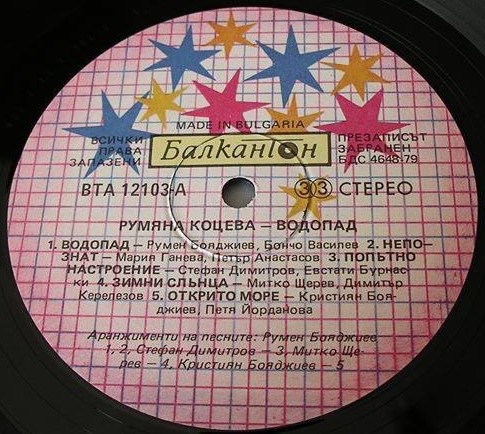 MADE IN BULGARIA
ВСИЧКИ
ПРАВА
ЗАПАЗЕНИ
Балкантон
ПРЕЗАПИСЪТ
ЗАБРАНЕН
БДС 4648-79
ВТА 12103-А
33 СТЕРЕО
РУМЯНА КОЦЕВА — ВОДОПАД
1. ВОДОПАД — Румен Бояджиев, Бончо Василев 2. НЕПО-
ЗНАТ — Мария Ганева, Петър Анастасов 3. ПОПЪТНО
НАСТРОЕНИЕ — Стефан Димитров, Евстати Бурнас-
ки 4. ЗИМНИ СЛЪНЦА — Митко Щерев, Димитър
Керелезов 5. ОТКРИТО МОРЕ — Кристиян Боя-
джиев, Петя Йорданова
Аранжименти на песните: Румен Бояджиев
1, 2, Стефан Димитров — 3, Митко Ще-
рев — 4, Кристиян Бояджиев — 5